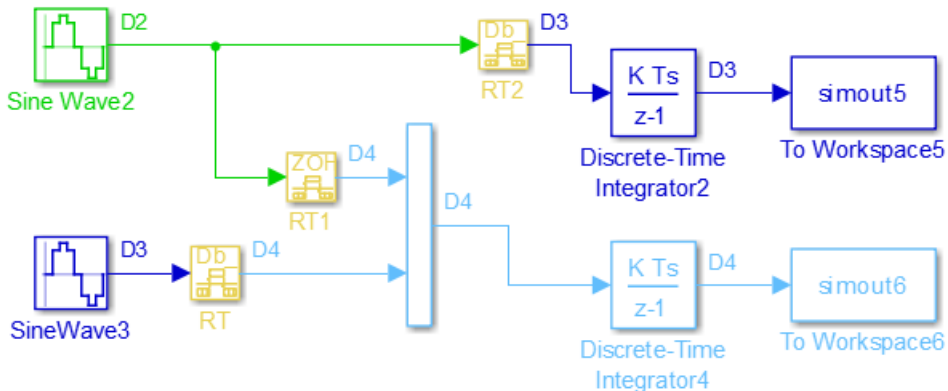 D2
D3
Db
Sine Wave2
RT2
K Ts
z-1
D3
simout5
Discrete-Time
Integrator2
To Workspace5
ZOH
D4
RT1
D4
D3
Db
D4
SineWave3
RT
K Ts
z-1
D4
simout6
Discrete-Time
Integrator4
To Workspace6